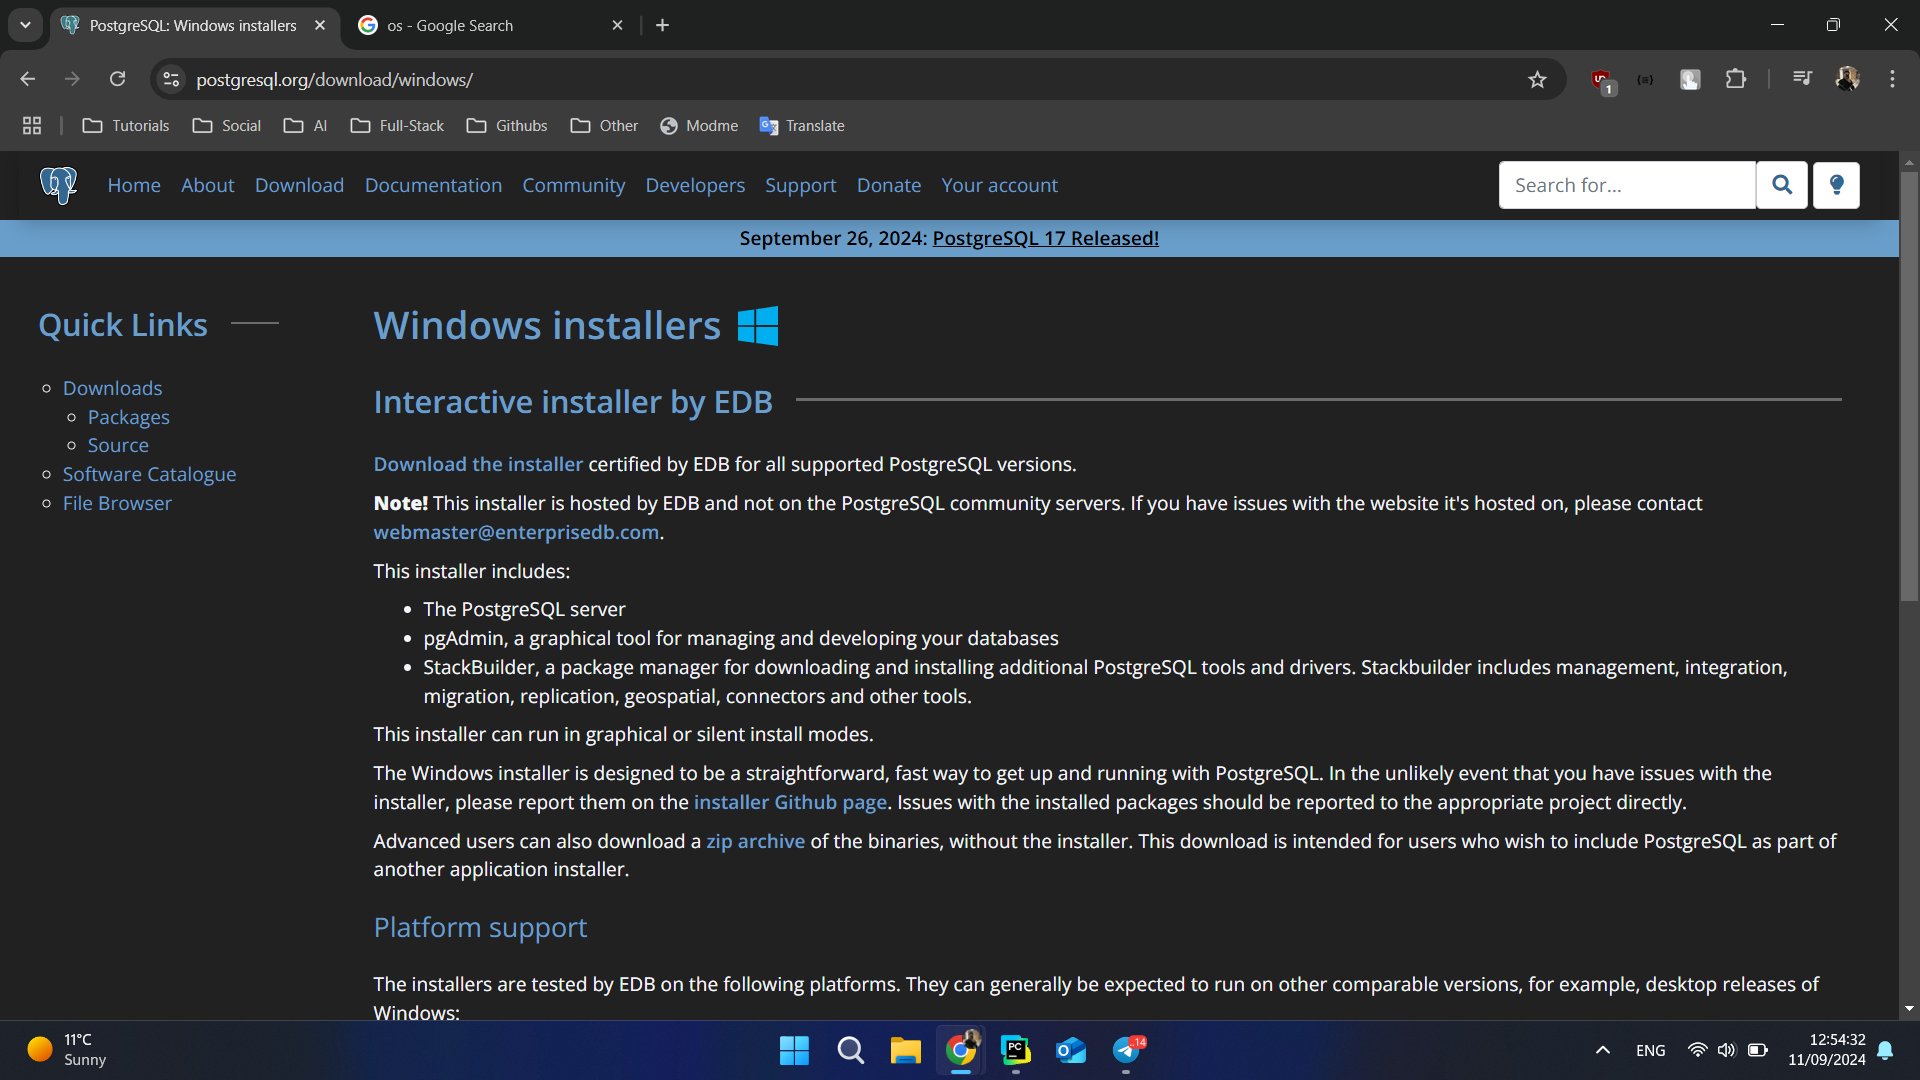 PostgreSQL: Windows installers
os - Google Search
postgresql.org/download/windows/
1
Tutorials
Social
AI
Full-Stack
Githubs
Other
Modme
Translate
Home
About
Download
Documentation
Community
Developers
Support
Donate
Your account
Search for...
September 26, 2024: PostgreSQL 17 Released!
Quick Links
Downloads
Packages
Source
Software Catalogue
File Browser
Windows installers
Interactive installer by EDB
Download the installer certified by EDB for all supported PostgreSQL versions.
Note! This installer is hosted by EDB and not on the PostgreSQL community servers. If you have issues with the website it's hosted on, please contact
webmaster@enterprisedb.com.
This installer includes:
The PostgreSQL server
pgAdmin, a graphical tool for managing and developing your databases
StackBuilder, a package manager for downloading and installing additional PostgreSQL tools and drivers. Stackbuilder includes management, integration,
migration, replication, geospatial, connectors and other tools.
This installer can run in graphical or silent install modes.
The Windows installer is designed to be a straightforward, fast way to get up and running with PostgreSQL. In the unlikely event that you have issues with the
installer, please report them on the installer Github page. Issues with the installed packages should be reported to the appropriate project directly.
Advanced users can also download a zip archive of the binaries, without the installer. This download is intended for users who wish to include PostgreSQL as part of
another application installer.
Platform support
The installers are tested by EDB on the following platforms. They can generally be expected to run on other comparable versions, for example, desktop releases of
Windows:
11°C
Sunny
PC
14
ENG
12:54:32
11/09/2024